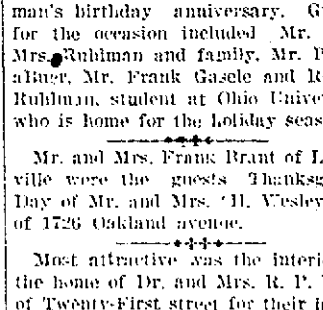 man's birthday anniversary. G
for the occasion included Mr.
Mrs. Ruhlman and family, Mr.
Mr. Frank Gasele and R
Ruhlman, student at Ohio Unive
who is home for the holiday seas
Mr. and Mrs. Frank Brant of L
ville were the guests Thanksg
Day of Mr. and Mrs. H. Wesley
of 1726 Oakland avenue.
Most attractive was the interi
the home of Dr. and Mrs. R. P.
of Twenty-First street for their i